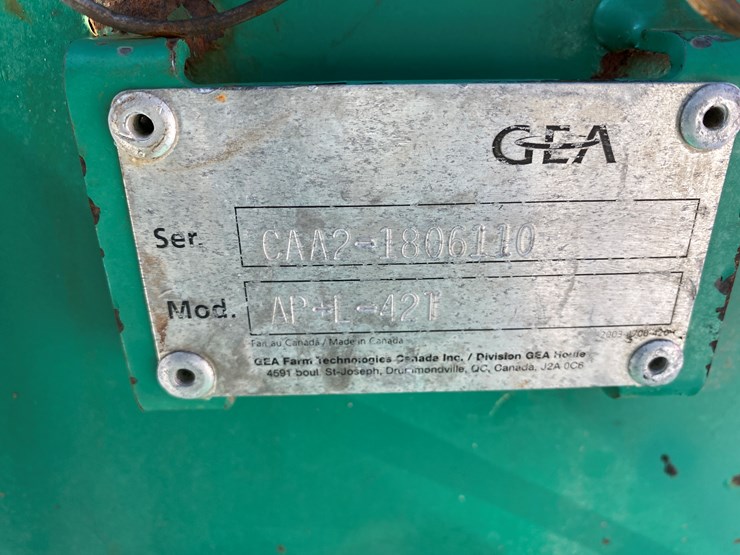 GEA
Ser. CAA2-1806110
Mod. AP-L-42T
Fait au Canada / Made in Canada
GEA Farm Technologies Canada Inc. / Division GEA Houle
4591 boul. St-Joseph, Drummondville, QC, Canada, J2A 0C6